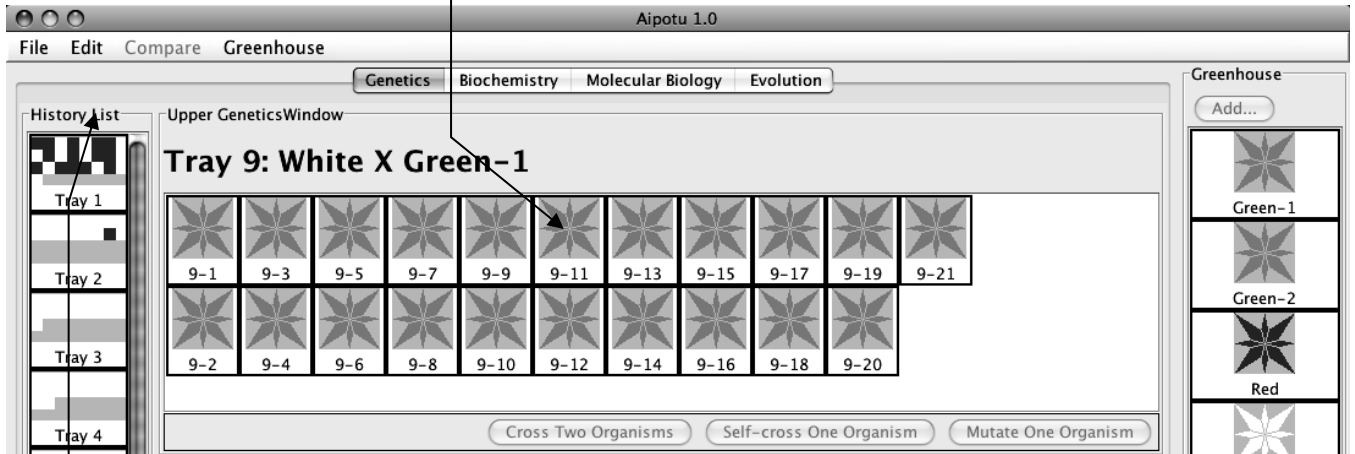 Aipotu 1.0
File Edit Compare Greenhouse
Genetics Biochemistry Molecular Biology Evolution
History List
Tray 1
Tray 2
Tray 3
Tray 4
Upper GeneticsWindow
Tray 9: White X Green-1
9-1 9-3 9-5 9-7 9-9 9-11 9-13 9-15 9-17 9-19 9-21
9-2 9-4 9-6 9-8 9-10 9-12 9-14 9-16 9-18 9-20
Cross Two Organisms Self-cross One Organism Mutate One Organism
Greenhouse
Add...
Green-1
Green-2
Red